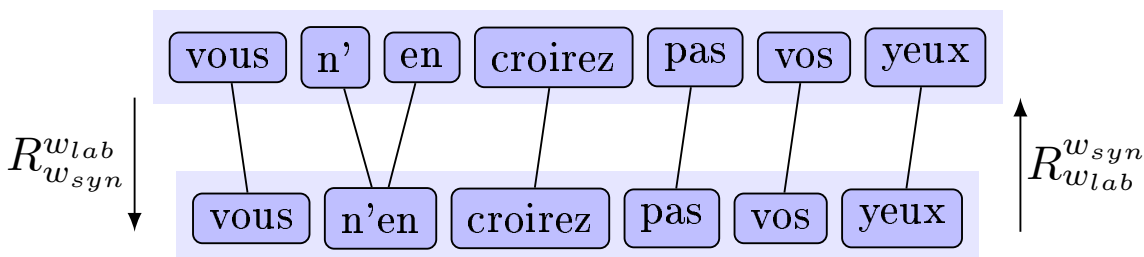 vous n' en croirez pas vos yeux
R^{w_{lab}}_{w_{syn}} R^{w_{syn}}_{w_{lab}}
vous n'en croirez pas vos yeux